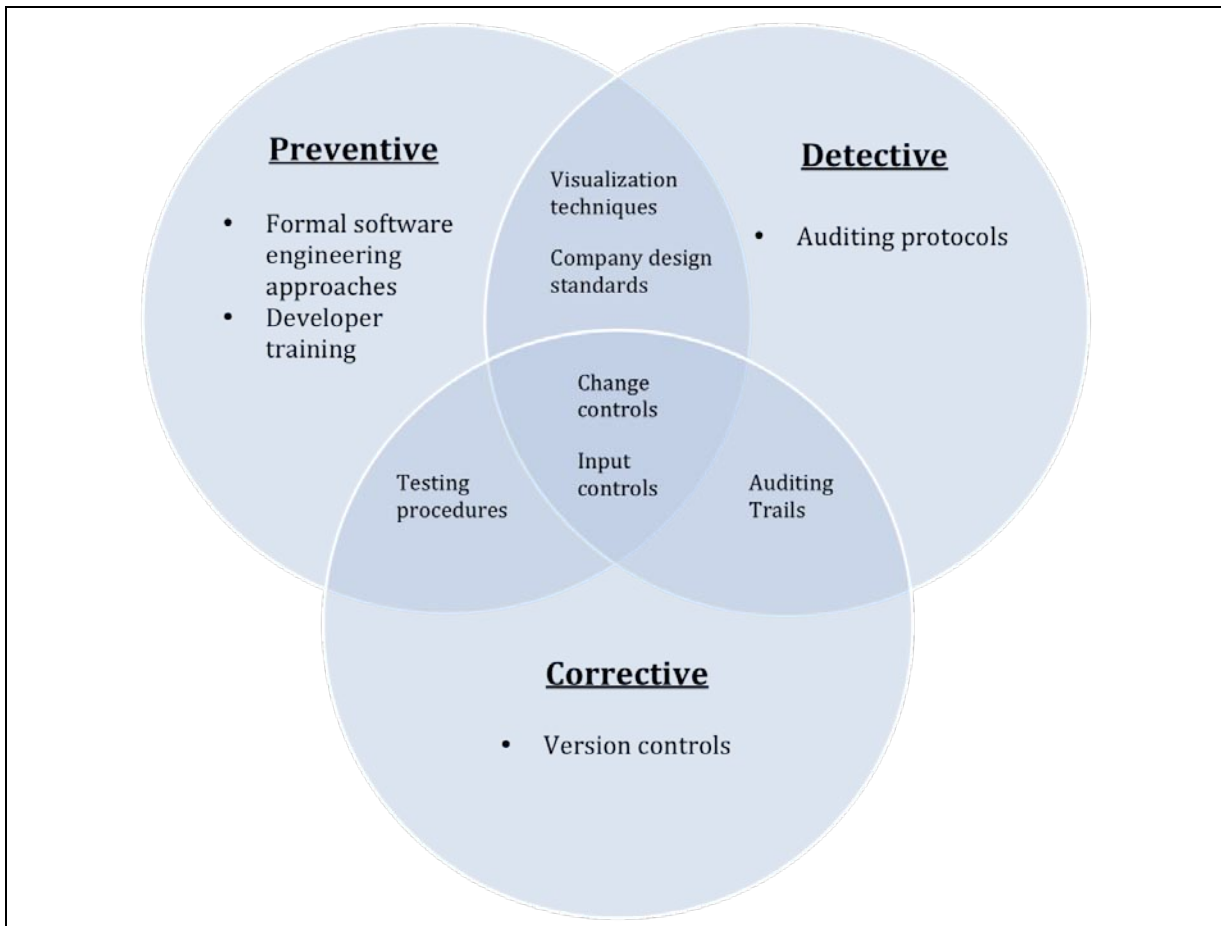 Preventive
• Formal software
engineering
approaches
• Developer
training
Visualization
techniques
Company design
standards
Detective
• Auditing protocols
Change
controls
Input
controls
Testing
procedures
Auditing
Trails
Corrective
• Version controls